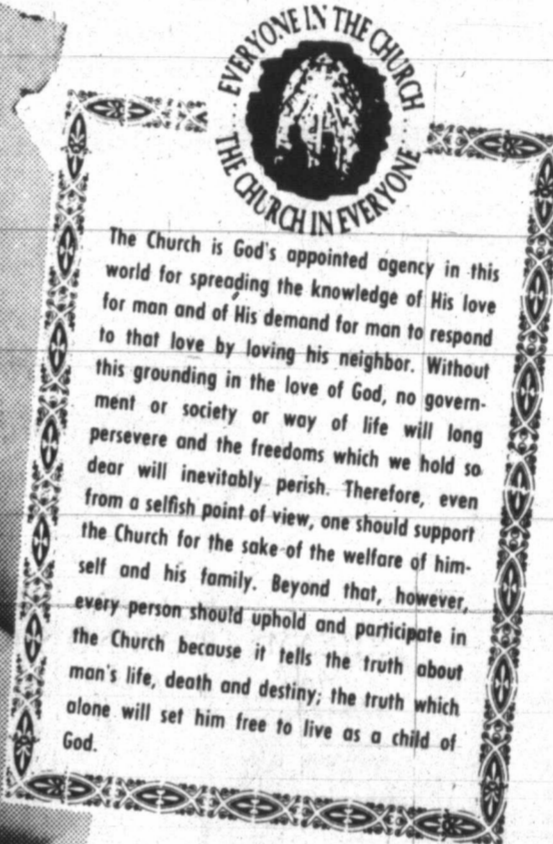 EVERYONE IN THE CHURCH
THE CHURCH IN EVERYONE
The Church is God's appointed agency in this
world for spreading the knowledge of His love
for man and of His demand for man to respond
to that love by loving his neighbor. Without
this grounding in the love of God, no govern-
ment or society or way of life will long
persevere and the freedoms which we hold so
dear will inevitably perish. Therefore, even
from a selfish point of view, one should support
the Church for the sake of the welfare of him-
self and his family. Beyond that, however,
every person should uphold and participate in
the Church because it tells the truth about
man's life, death and destiny; the truth which
alone will set him free to live as a child of
God.